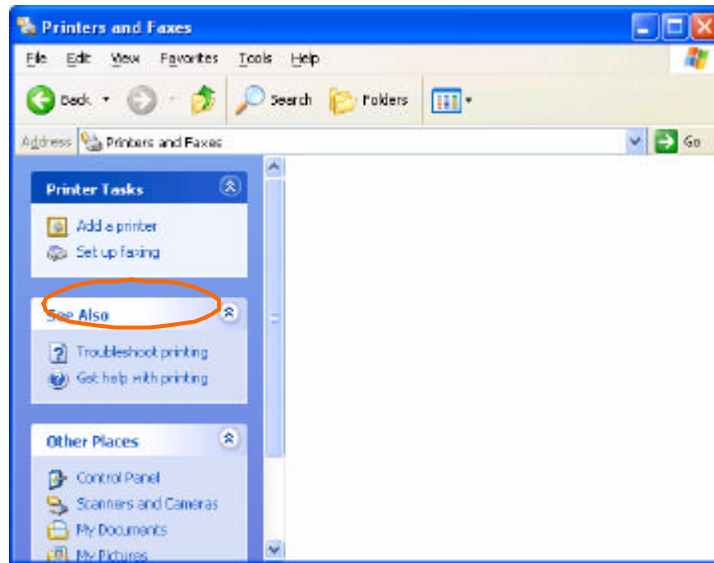 Printers and Faxes
File Edit View Favorites Tools Help
Back Search Folders
Address Printers and Faxes Go
Printer Tasks
Add a printer
Set up faxing
See Also
Troubleshoot printing
Get help with printing
Other Places
Control Panel
Scanners and Cameras
My Documents
My Pictures